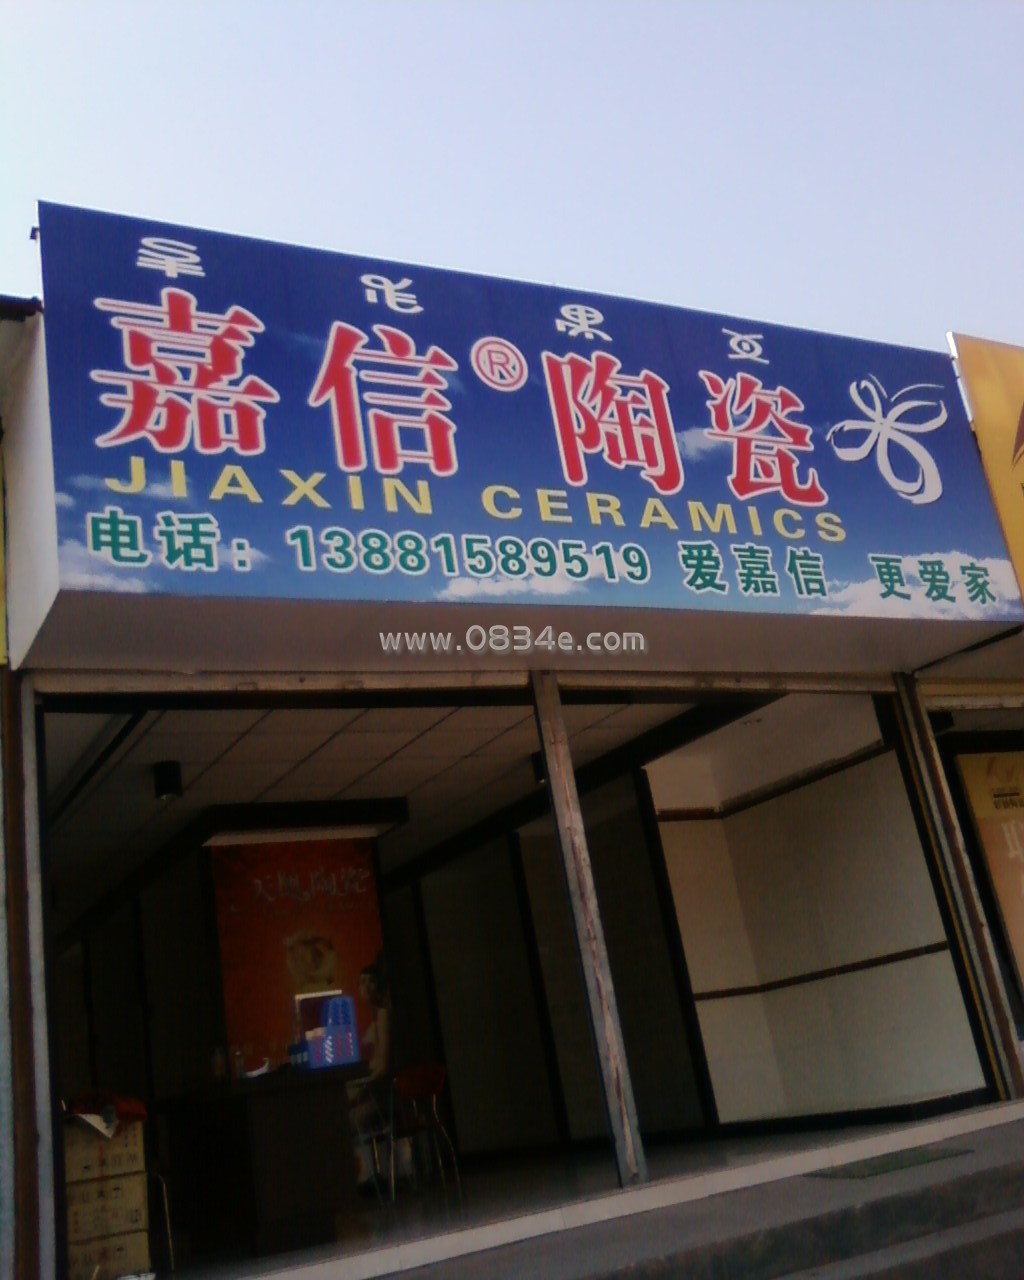 嘉信®陶瓷
JIAXIN CERAMICS
电话：13881589519 爱嘉信 更爱家
www.0834e.com